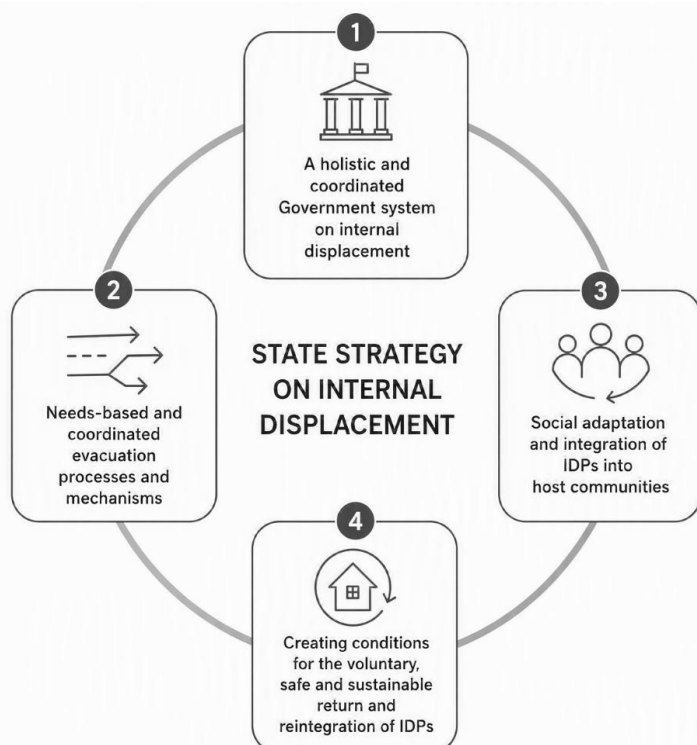 1
A holistic and
coordinated
Government system
on internal
displacement
2
Needs-based and
coordinated
evacuation
processes and
mechanisms
STATE STRATEGY
ON INTERNAL
DISPLACEMENT
3
Social adaptation
and integration of
IDPs into
host communities
4
Creating conditions
for the voluntary,
safe and sustainable
return and
reintegration of IDPs